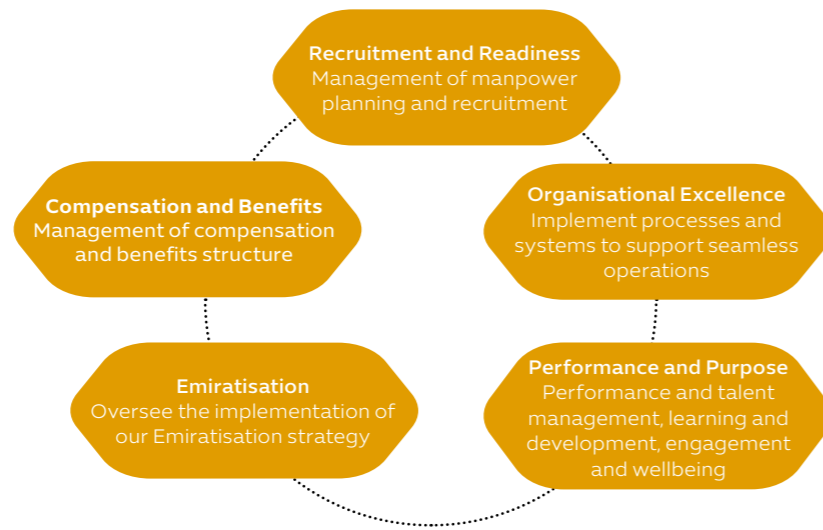 Recruitment and Readiness
Management of manpower
planning and recruitment
Organisational Excellence
Implement processes and
systems to support seamless
operations
Performance and Purpose
Performance and talent
management, learning and
development, engagement
and wellbeing
Emiratisation
Oversee the implementation of
our Emiratisation strategy
Compensation and Benefits
Management of compensation
and benefits structure